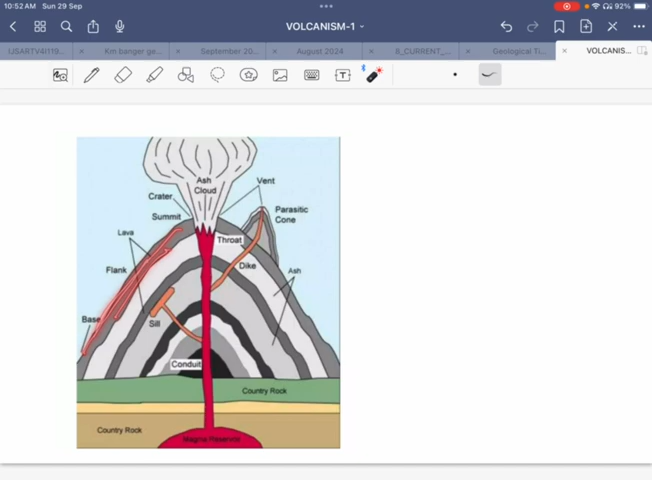 10:52 AM Sun 29 Sep
92%
VOLCANISM-1
IJSARTV4I119...
Km banger ge...
September 20...
August 2024
8_CURRENT_...
Geological Ti...
VOLCANIS...
Ash
Cloud
Vent
Crater
Summit
Parasitic
Cone
Lava
Throat
Flank
Dike
Ash
Base
Sill
Conduit
Country Rock
Country Rock
Magma Reservoir